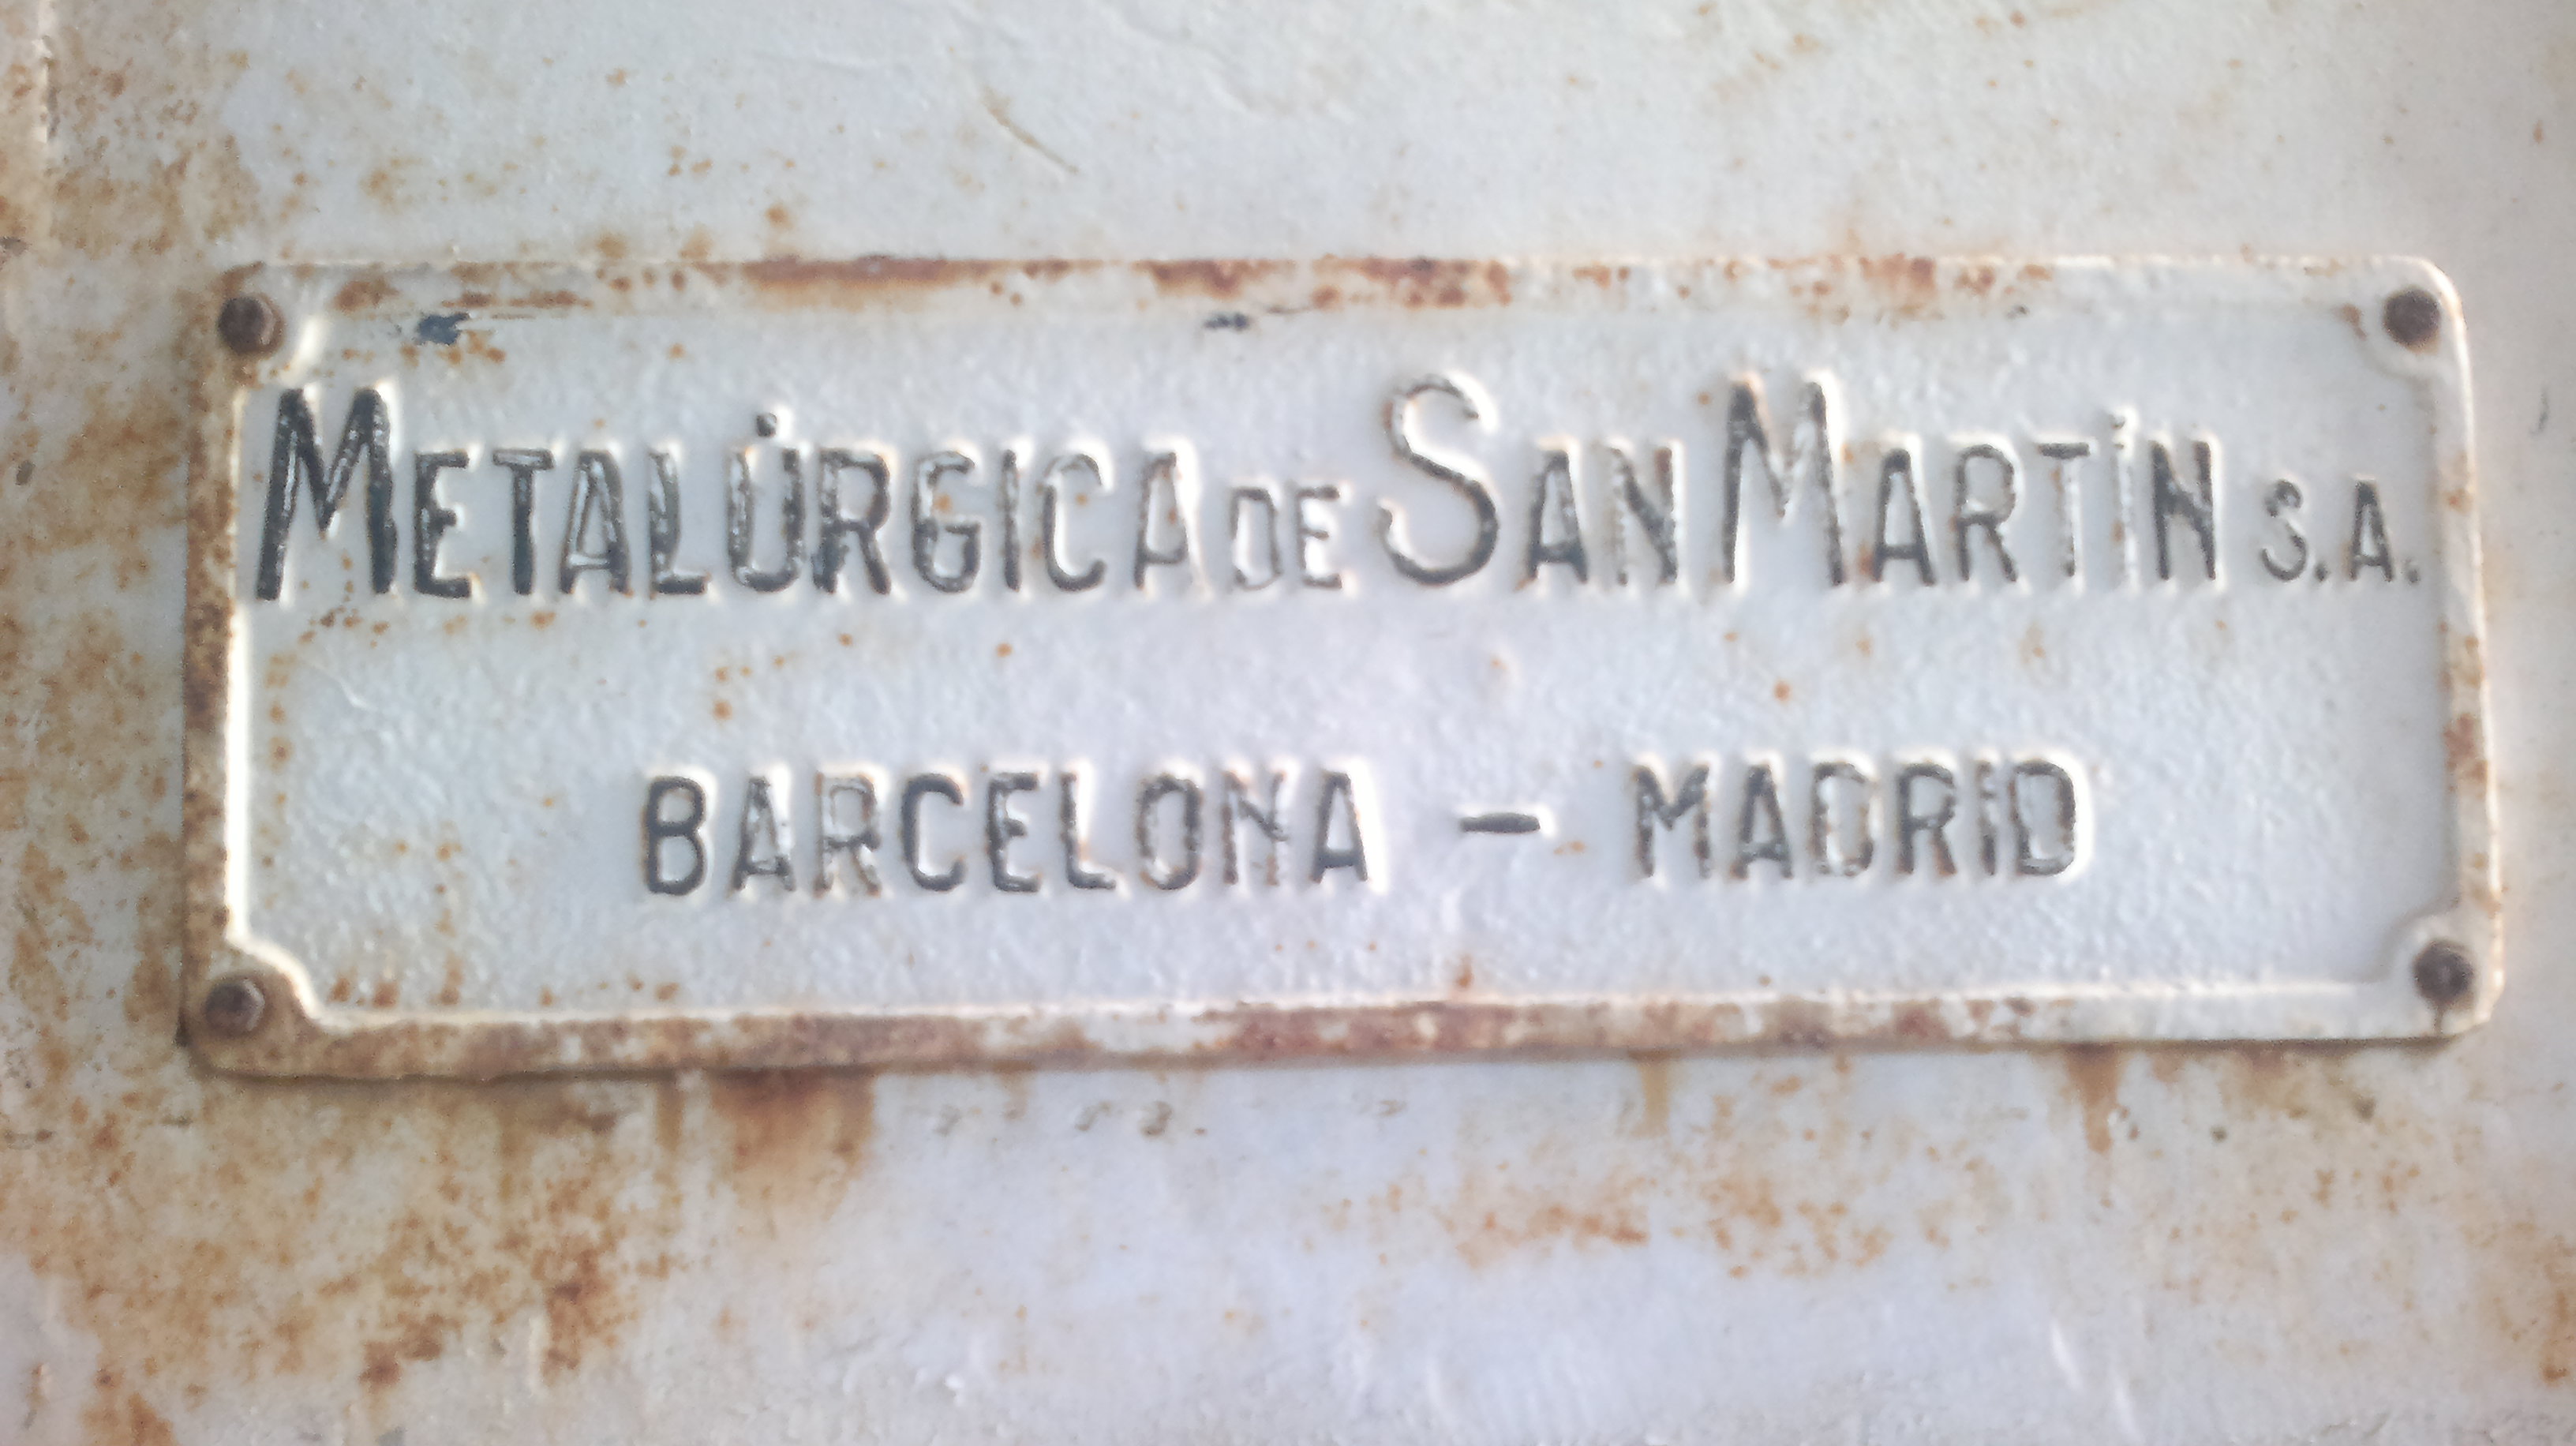 METALÚRGICA DE SAN MARTÍN S.A.
BARCELONA - MADRID